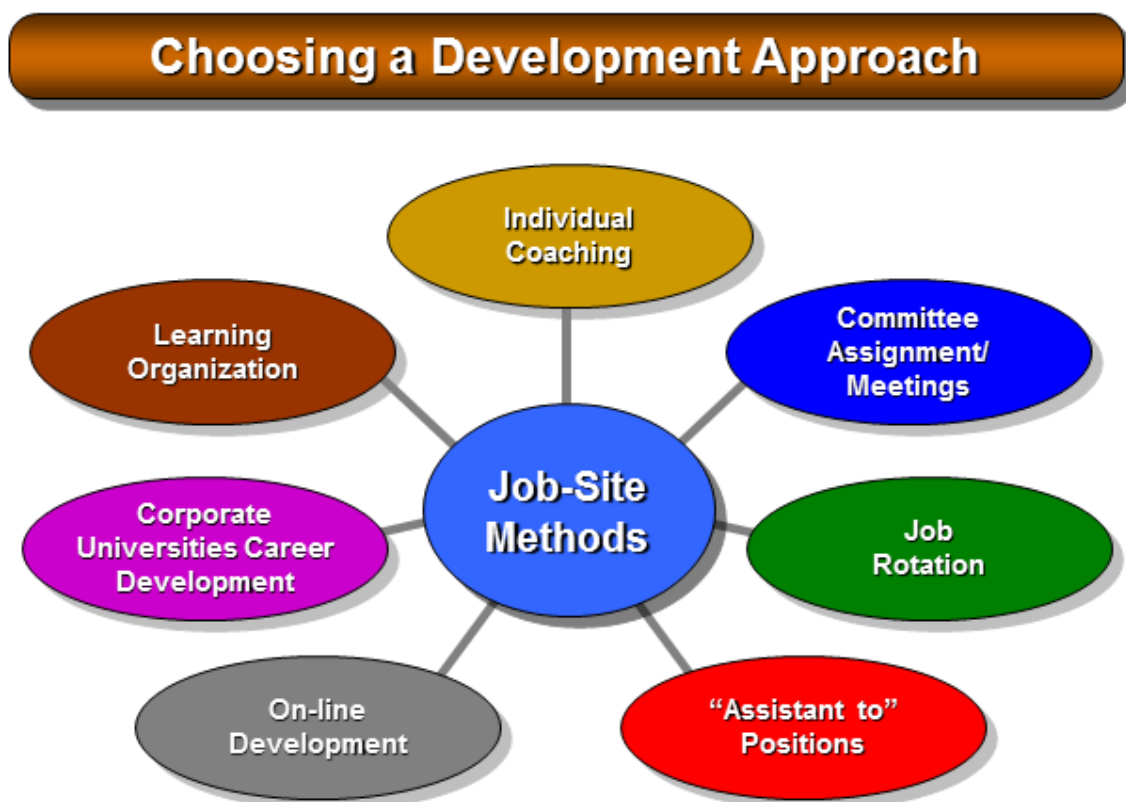 Choosing a Development Approach
Individual
Coaching
Learning
Organization
Committee
Assignment/
Meetings
Job-Site
Methods
Corporate
Universities Career
Development
Job
Rotation
On-line
Development
“Assistant to”
Positions